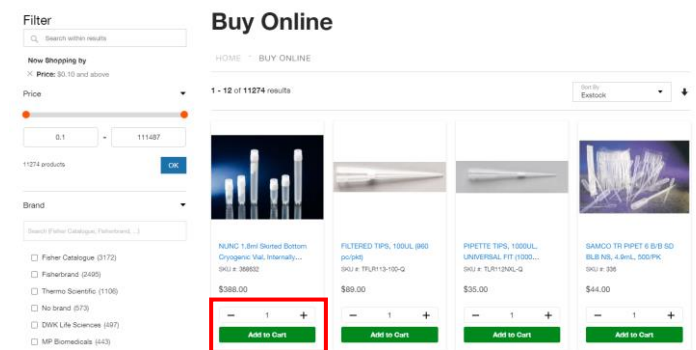 Filter
Search within results
Now Shopping by
Price: $0.10 and above
Price
0.1 - 111487
11274 products
OK
Brand
Search (Fisher Catalogue, Fisherbrand, ...)
Fisher Catalogue (3172)
Fisherbrand (2495)
Thermo Scientific (1106)
No brand (573)
DWK Life Sciences (497)
MP Biomedicals (443)
Buy Online
HOME BUY ONLINE
1 - 12 of 11274 results
Sort By
Exstock
NUNC 1.8ml Skirted Bottom
Cryogenic Vial, Internally...
SKU #: 368632
$388.00
1
Add to Cart
FILTERED TIPS, 100UL (960
pc/pkt)
SKU #: TFLR113-100-Q
$89.00
1
Add to Cart
PIPETTE TIPS, 1000UL,
UNIVERSAL FIT (1000...
SKU #: TLR112NXL-Q
$35.00
1
Add to Cart
SAMCO TR PIPET 6 B/B SD
BLB NS, 4.9mL, 500/PK
SKU #: 336
$44.00
1
Add to Cart